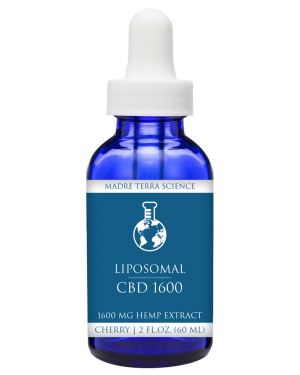 MADRE TERRA SCIENCE
LIPOSOMAL
CBD 1600
1600 MG HEMP EXTRACT
CHERRY | 2 FL.OZ. (60 ML)